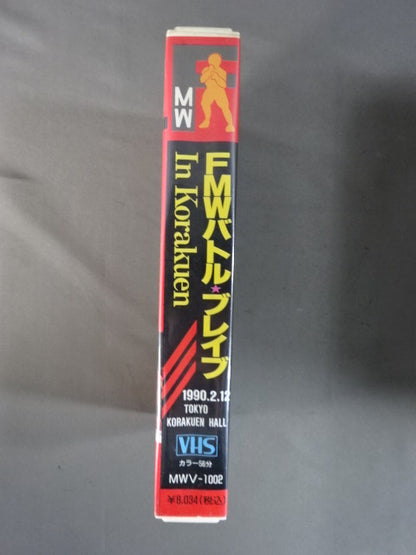 MW
FMWバトル★ブレイブ
In Korakuen
1990.2.12
TOKYO
KORAKUEN HALL
VHS
カラー56分
MWV-1002
¥8,034(税込)